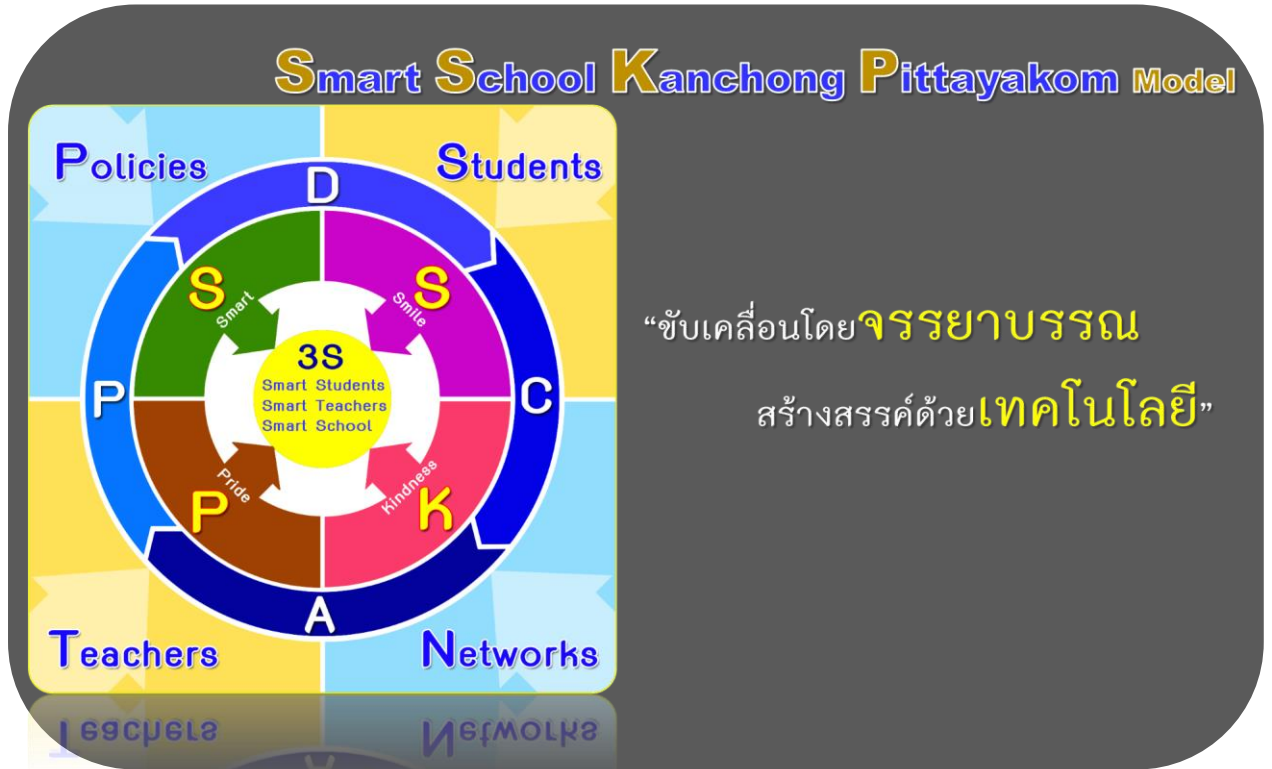 Smart School Kanchong Pittayakom Model
Policies
Students
D
S
Smart
S
Smile
P
3S
Smart Students
Smart Teachers
Smart School
C
P
Pride
K
Kindness
A
Teachers
Networks
“ขับเคลื่อนโดยจรรยาบรรณ
สร้างสรรค์ด้วยเทคโนโลยี”